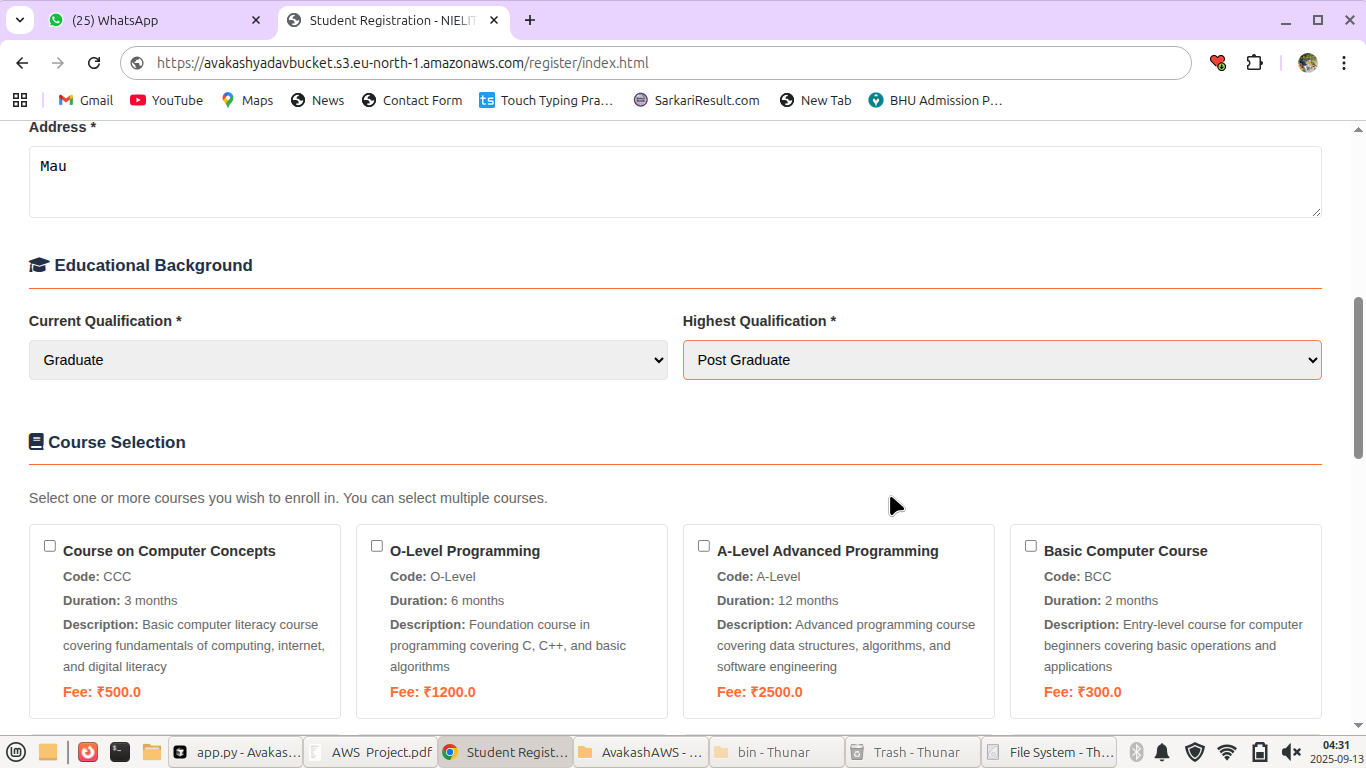 (25) WhatsApp
Student Registration - NIELIT
https://avakashyadavbucket.s3.eu-north-1.amazonaws.com/register/index.html
Gmail YouTube Maps News Contact Form ts Touch Typing Pra… SarkariResult.com New Tab BHU Admission P…
Address *
Mau
Educational Background
Current Qualification * Highest Qualification *
Graduate Post Graduate
Course Selection
Select one or more courses you wish to enroll in. You can select multiple courses.
Course on Computer Concepts
Code: CCC
Duration: 3 months
Description: Basic computer literacy course
covering fundamentals of computing, internet,
and digital literacy
Fee: ₹500.0
O-Level Programming
Code: O-Level
Duration: 6 months
Description: Foundation course in
programming covering C, C++, and basic
algorithms
Fee: ₹1200.0
A-Level Advanced Programming
Code: A-Level
Duration: 12 months
Description: Advanced programming course
covering data structures, algorithms, and
software engineering
Fee: ₹2500.0
Basic Computer Course
Code: BCC
Duration: 2 months
Description: Entry-level course for computer
beginners covering basic operations and
applications
Fee: ₹300.0
app.py - Avakas… AWS Project.pdf Student Regist… AvakashAWS - … bin - Thunar Trash - Thunar File System - Th…
04:31
2025-09-13